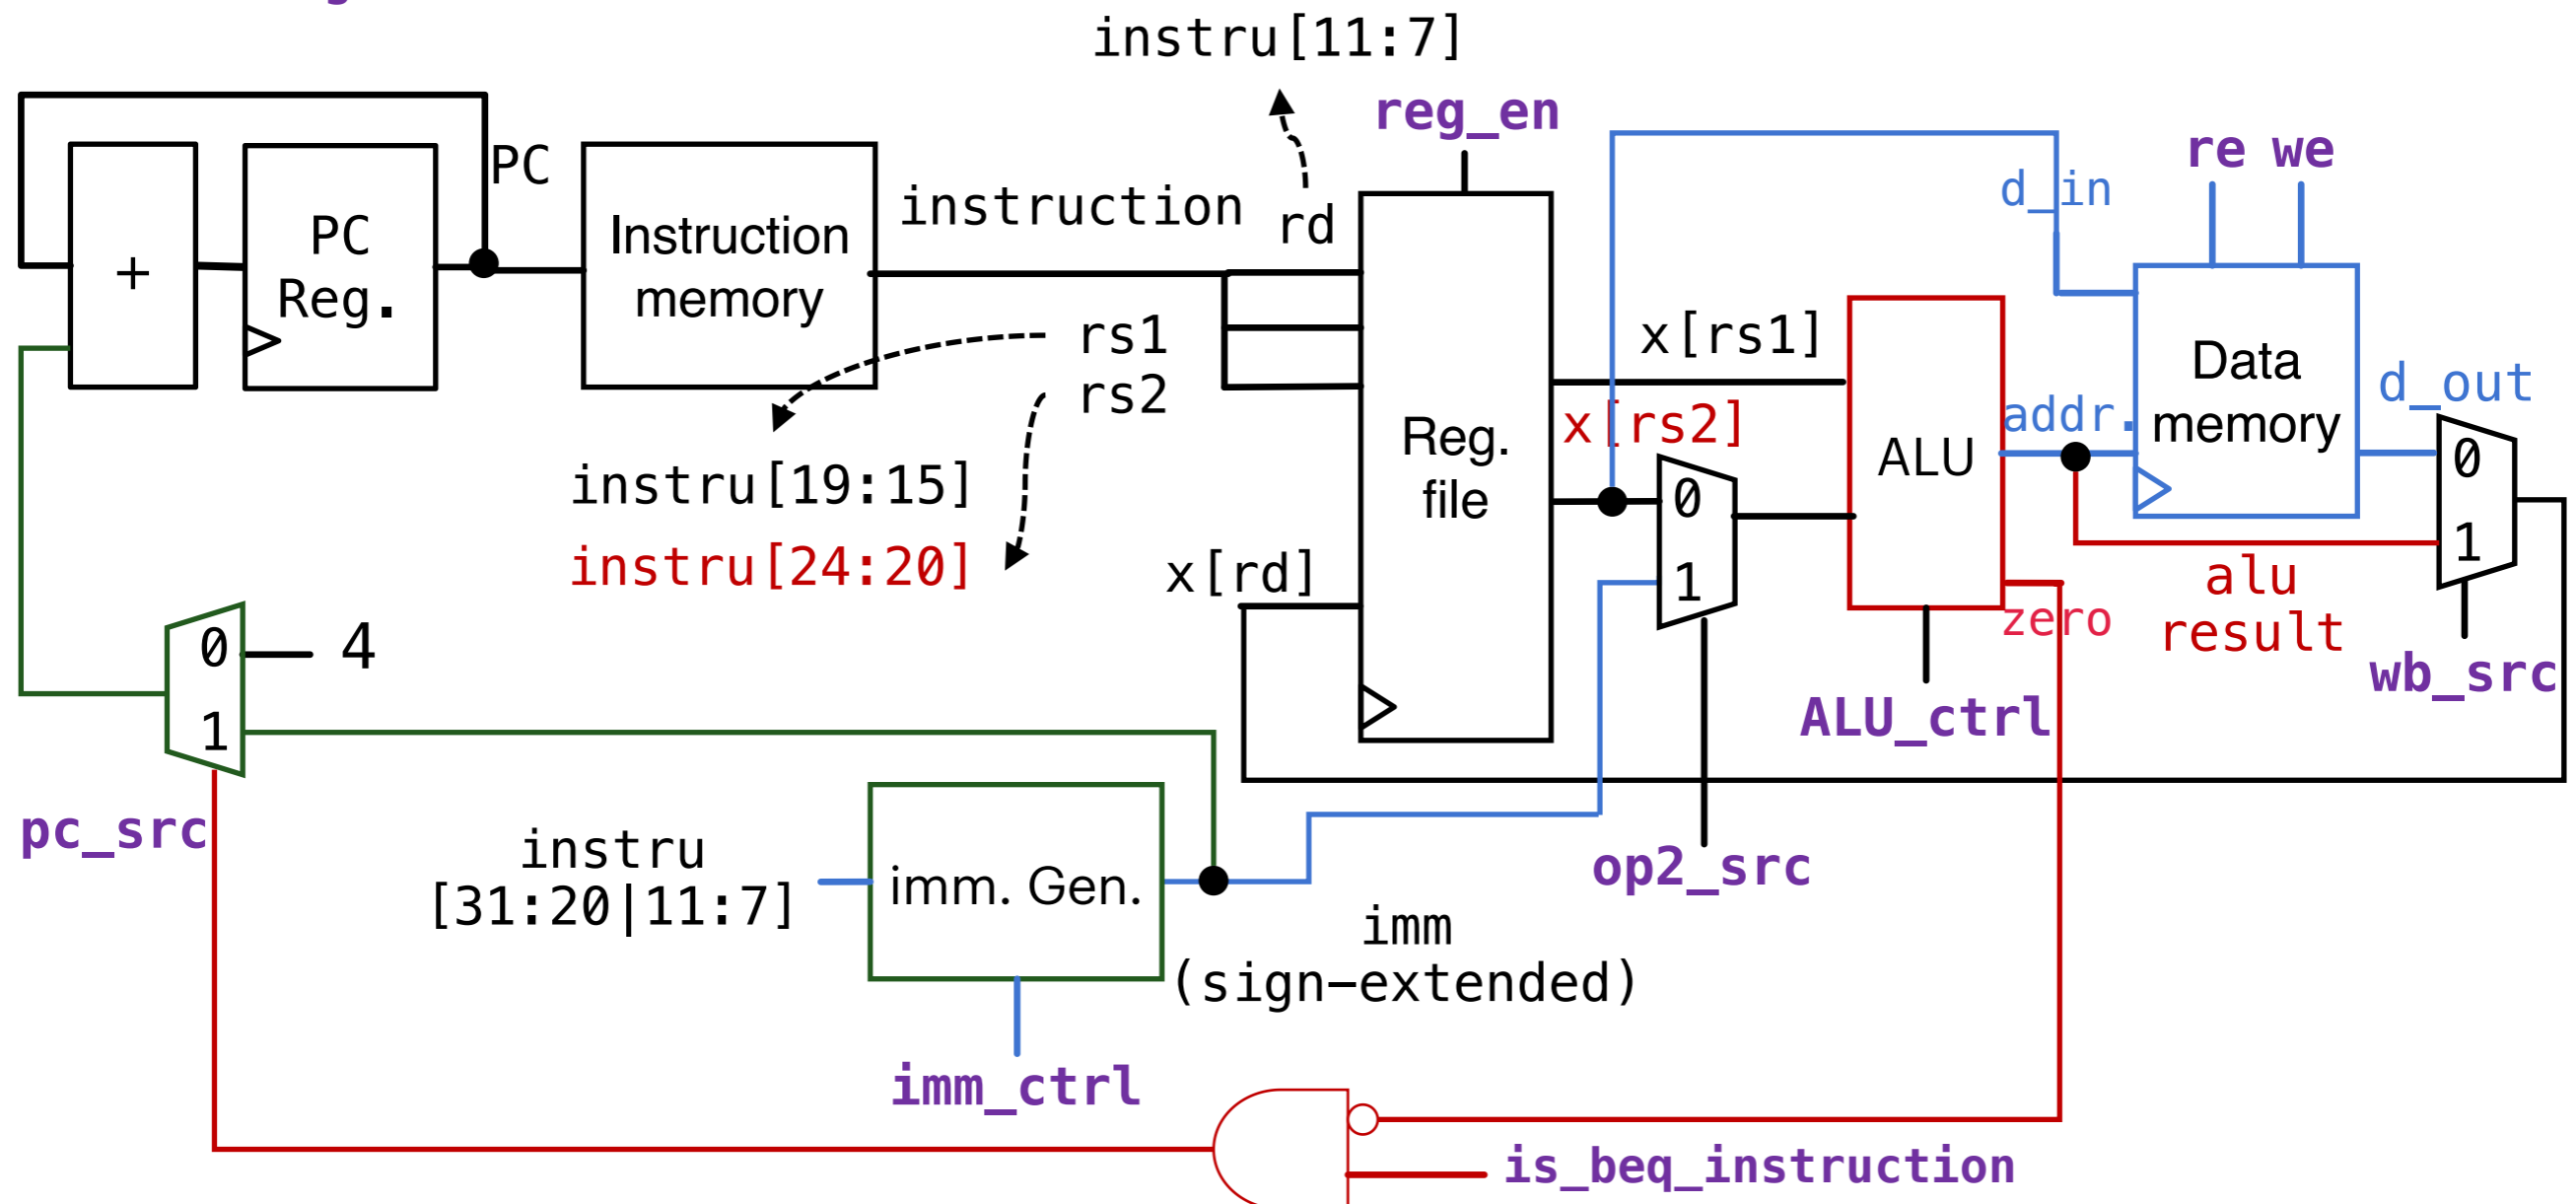 instru[11:7]
reg_en
PC
instruction
rd
d_in
re we
+
PC
Reg.
Instruction
memory
rs1
rs2
x[rs1]
x[rs2]
Reg.
file
ALU
addr.
Data
memory
d_out
0
1
0
1
instru[19:15]
instru[24:20]
x[rd]
zero
alu
result
wb_src
0
1
4
ALU_ctrl
pc_src
instru
[31:20|11:7]
imm. Gen.
op2_src
imm
(sign-extended)
imm_ctrl
is_beq_instruction